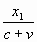 x₁
c + v